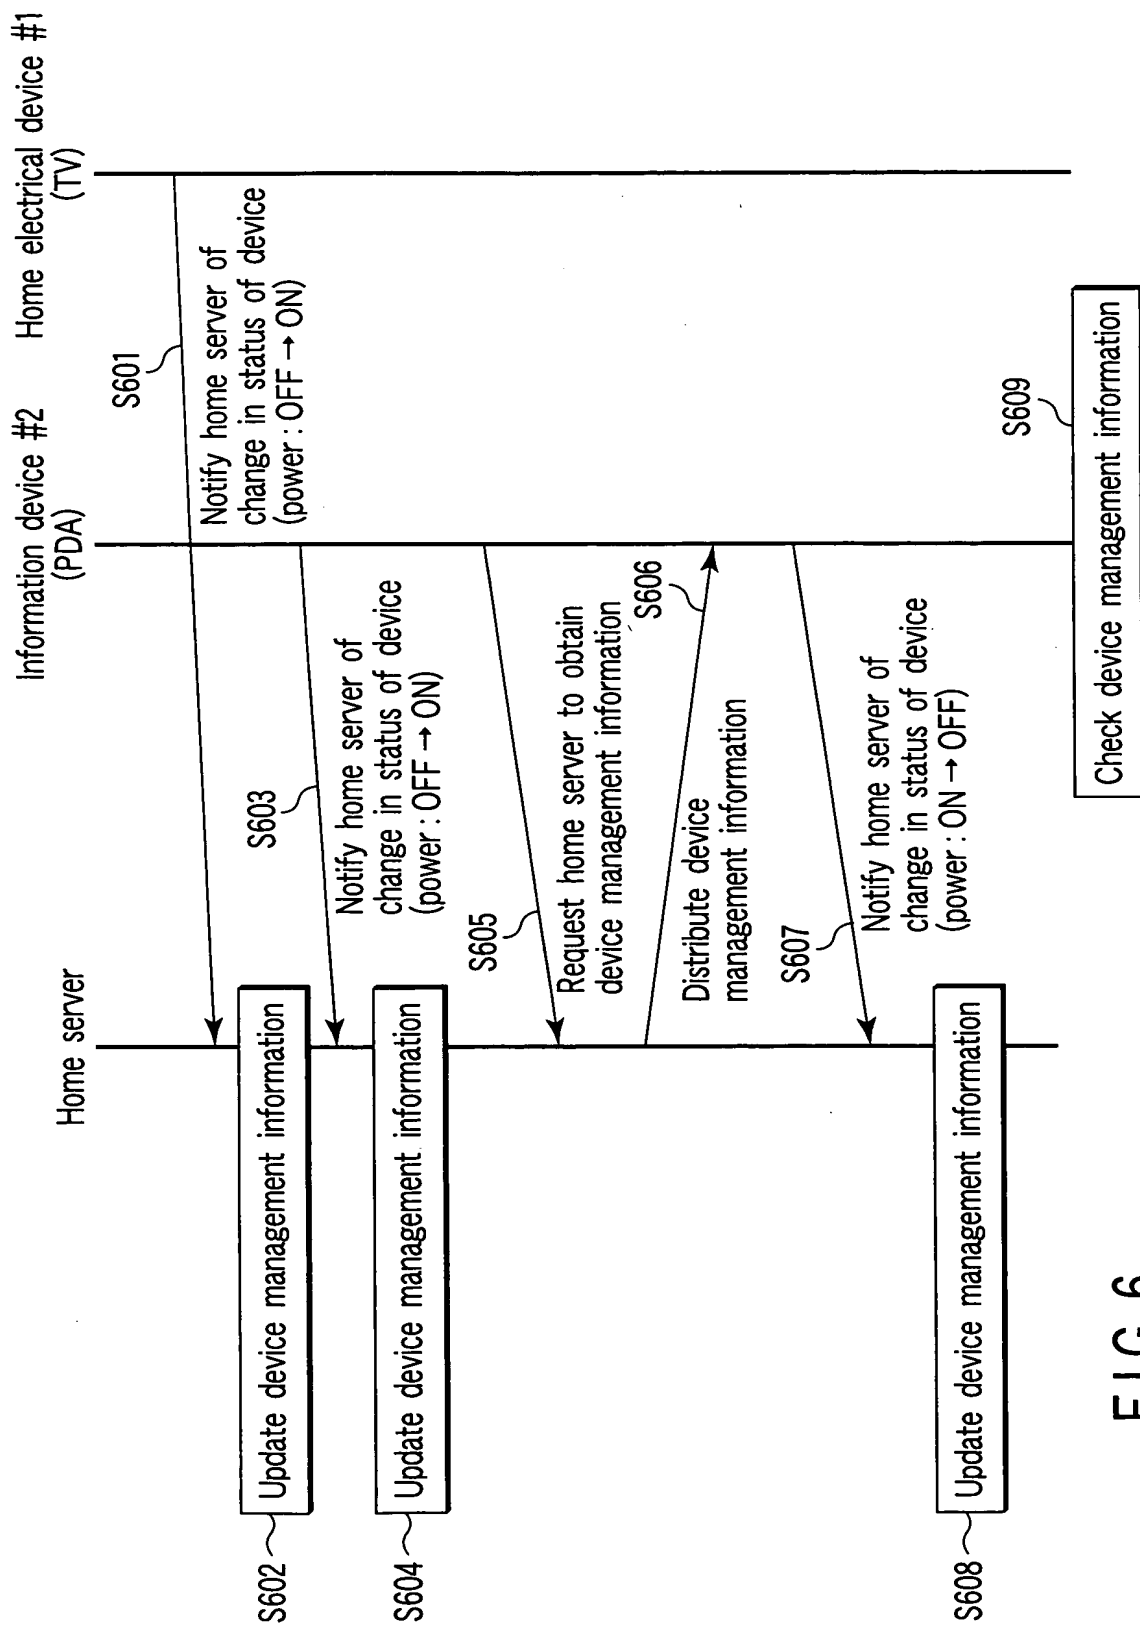 Home server
Information device #2
(PDA)
Home electrical device #1
(TV)
S601
Notify home server of
change in status of device
(power : OFF → ON)
S602
Update device management information
S603
Notify home server of
change in status of device
(power : OFF → ON)
S604
Update device management information
S605
Request home server to obtain
device management information
S606
Distribute device
management information
S607
Notify home server of
change in status of device
(power : ON → OFF)
S608
Update device management information
S609
Check device management information
FIG. 6